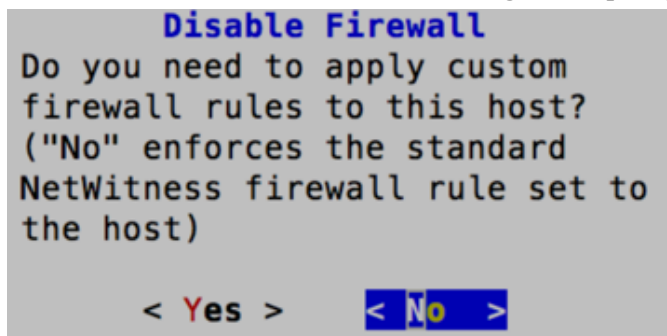 Disable Firewall
Do you need to apply custom
firewall rules to this host?
("No" enforces the standard
NetWitness firewall rule set to
the host)
< Yes > < No >